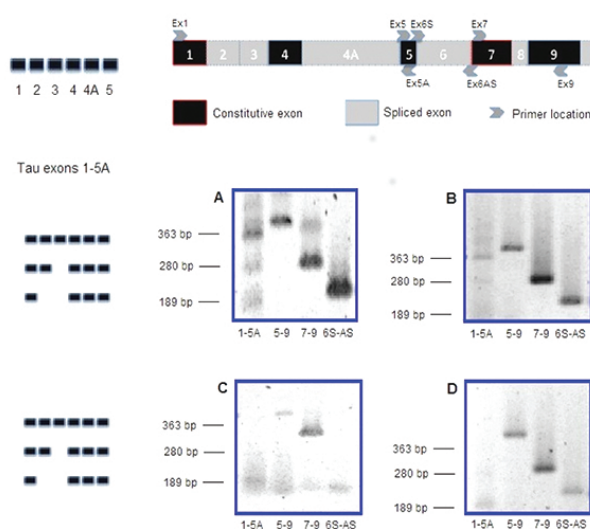 Ex1 Ex5 Ex6S Ex7
1 2 3 4 4A 5 6 7 8 9
Ex5A Ex6AS Ex9
1 2 3 4 4A 5
Constitutive exon Spliced exon Primer location
Tau exons 1-5A
A
363 bp
280 bp
189 bp
1-5A 5-9 7-9 6S-AS
B
363 bp
280 bp
189 bp
1-5A 5-9 7-9 6S-AS
C
363 bp
280 bp
189 bp
1-5A 5-9 7-9 6S-AS
D
363 bp
280 bp
189 bp
1-5A 5-9 7-9 6S-AS